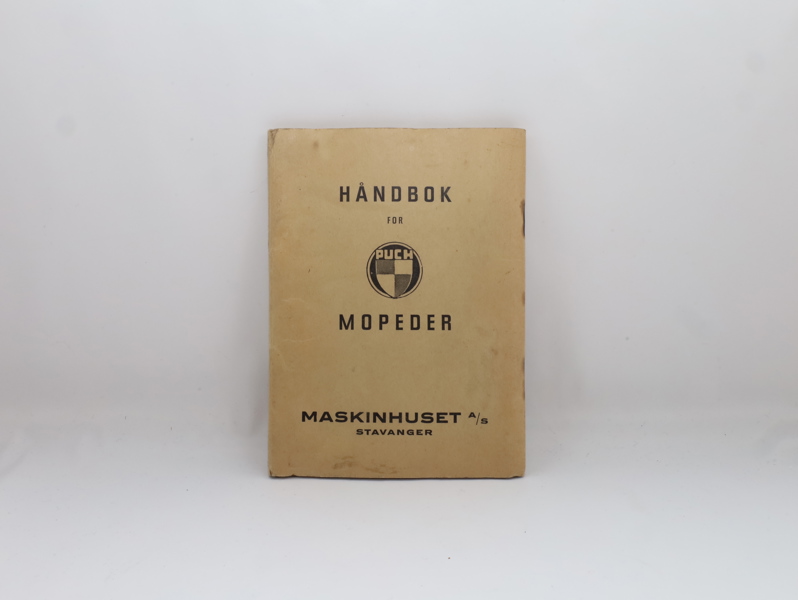 HÅNDBOK
FOR
PUCH
MOPEDER
MASKINHUSET A/S
STAVANGER